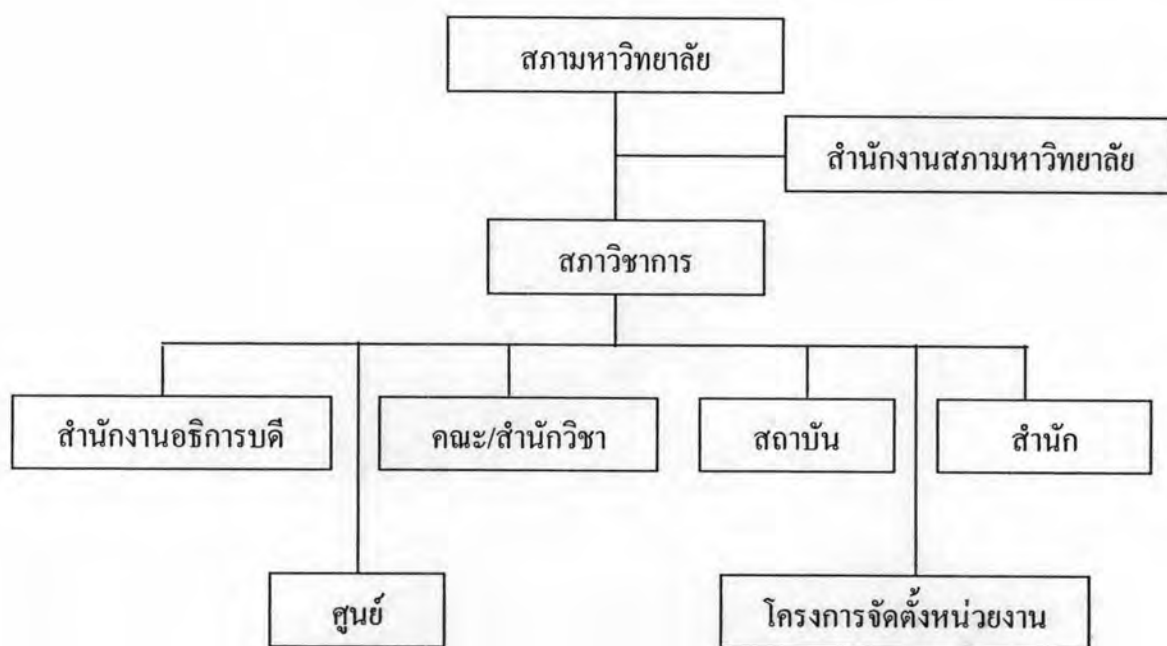 สภามหาวิทยาลัย
สำนักงานสภามหาวิทยาลัย
สภาวิชาการ
สำนักงานอธิการบดี
คณะ/สำนักวิชา
สถาบัน
สำนัก
ศูนย์
โครงการจัดตั้งหน่วยงาน